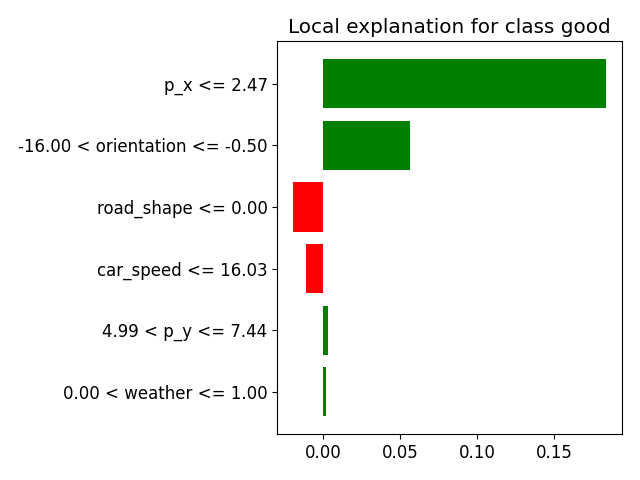 Local explanation for class good
p_x <= 2.47
-16.00 < orientation <= -0.50
road_shape <= 0.00
car_speed <= 16.03
4.99 < p_y <= 7.44
0.00 < weather <= 1.00
0.00 0.05 0.10 0.15